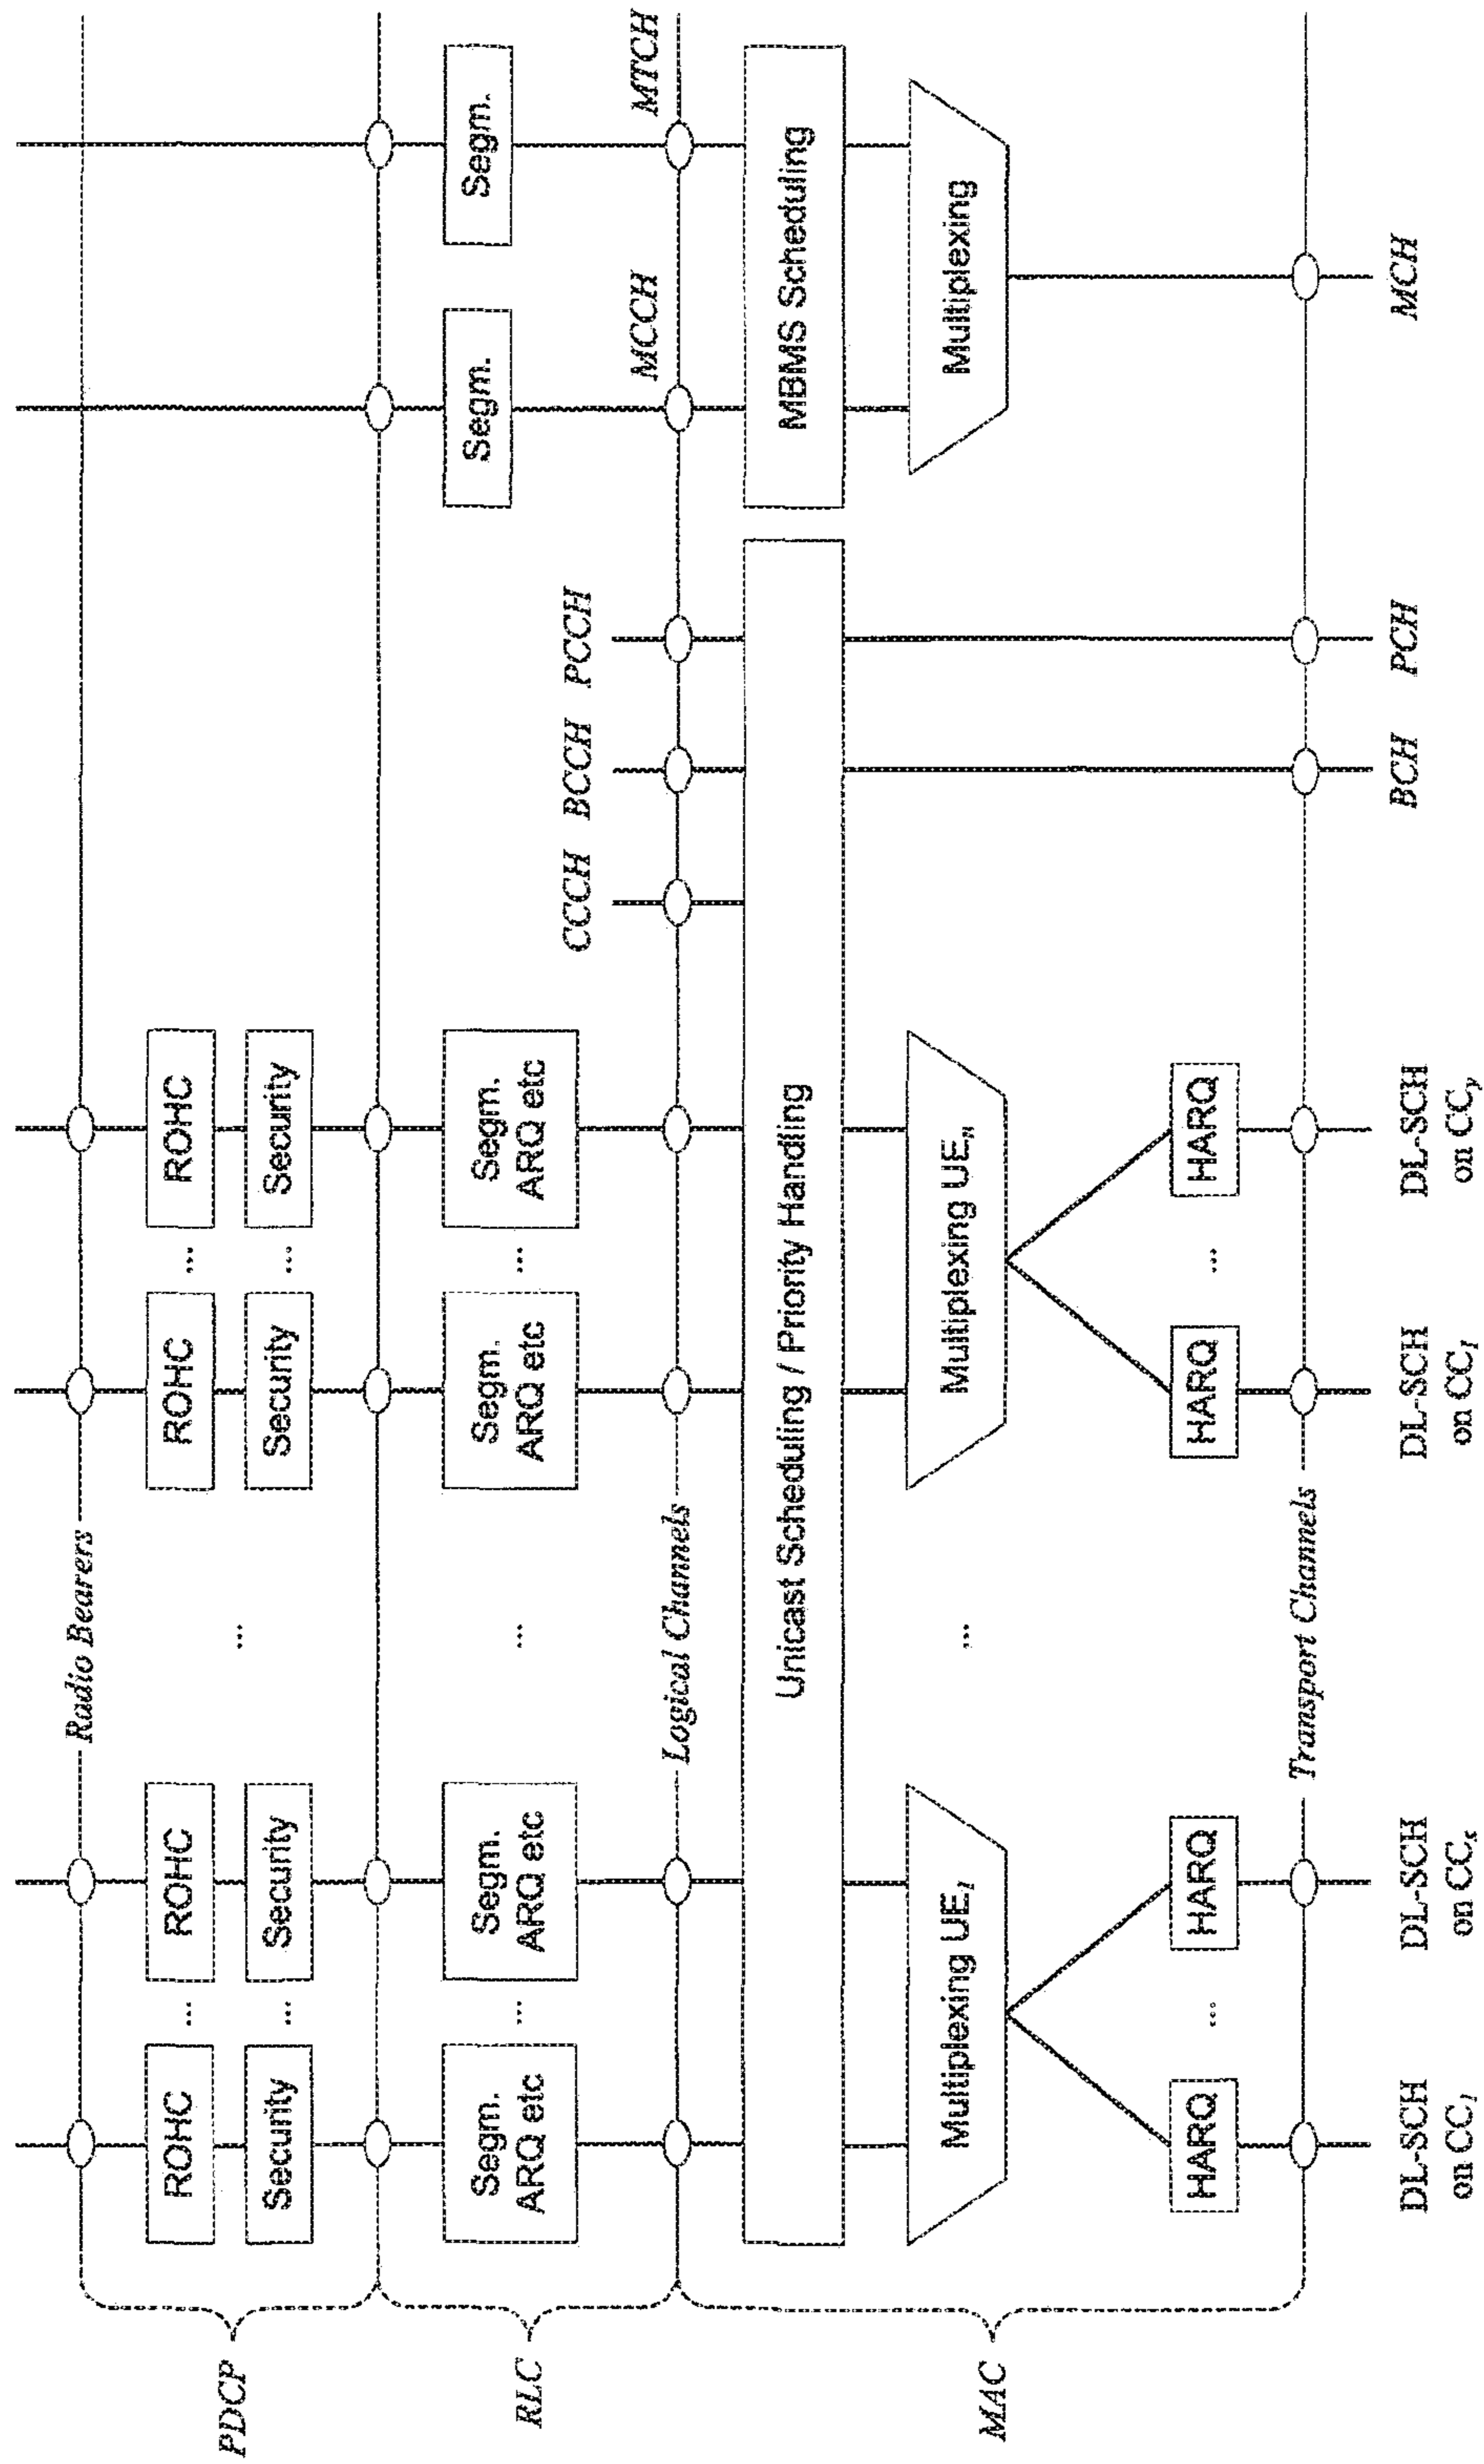 Radio Bearers
PDCP
ROHC
...
ROHC
...
ROHC
...
ROHC
Security
...
Security
Security
...
Security
RLC
Segm.
ARQ etc
...
Segm.
ARQ etc
...
Segm.
ARQ etc
...
Segm.
ARQ etc
Segm.
Segm.
CCCH
BCCH
PCCH
MCCH
MTCH
Logical Channels
MAC
Unicast Scheduling / Priority Handling
MBMS Scheduling
Multiplexing UE1
...
Multiplexing UEn
Multiplexing
HARQ
...
HARQ
HARQ
...
HARQ
Transport Channels
DL-SCH
on CC1
DL-SCH
on CCx
DL-SCH
on CC1
DL-SCH
on CCy
BCH
PCH
MCH